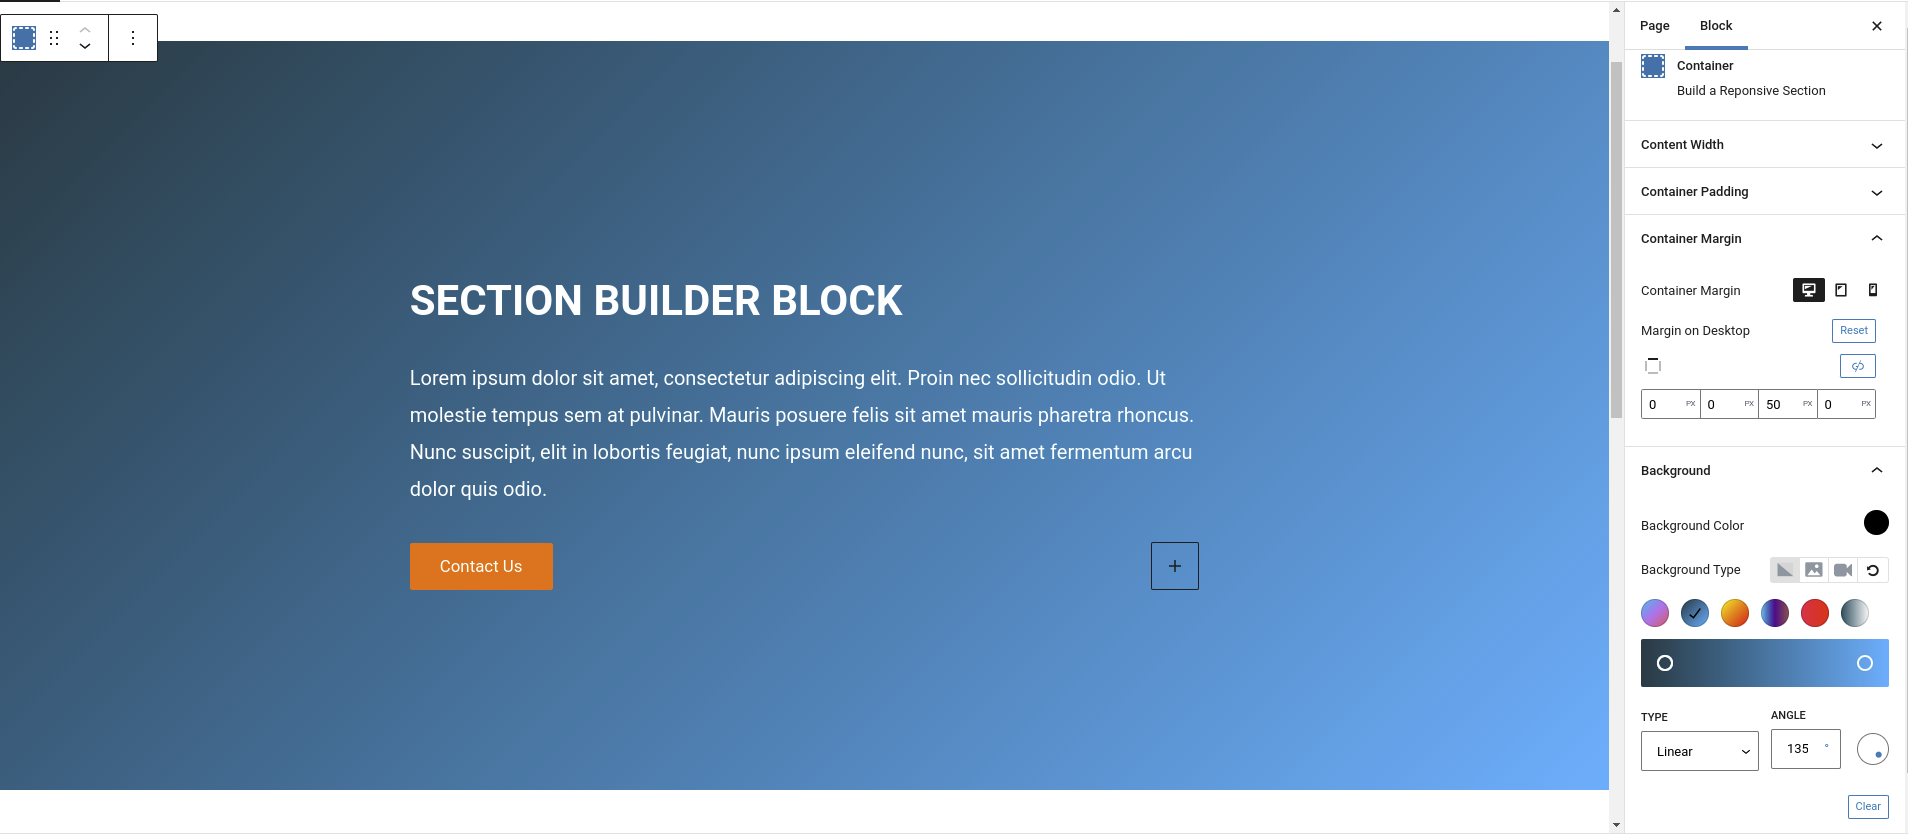 SECTION BUILDER BLOCK
Lorem ipsum dolor sit amet, consectetur adipiscing elit. Proin nec sollicitudin odio. Ut
molestie tempus sem at pulvinar. Mauris posuere felis sit amet mauris pharetra rhoncus.
Nunc suscipit, elit in lobortis feugiat, nunc ipsum eleifend nunc, sit amet fermentum arcu
dolor quis odio.
Contact Us
Page Block
Container
Build a Reponsive Section
Content Width
Container Padding
Container Margin
Container Margin
Margin on Desktop Reset
0 PX 0 PX 50 PX 0 PX
Background
Background Color
Background Type
TYPE ANGLE
Linear 135 °
Clear